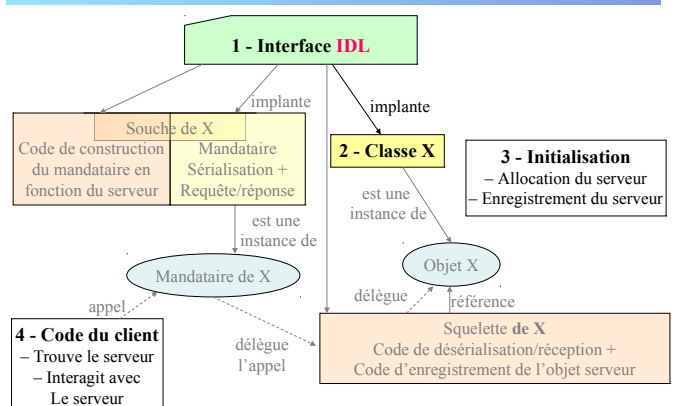 1 - Interface IDL
implante
implante
Souche de X
Code de construction
du mandataire en
fonction du serveur
Mandataire
Sérialisation +
Requête/réponse
2 - Classe X
3 - Initialisation
– Allocation du serveur
– Enregistrement du serveur
est une
instance de
est une
instance de
Mandataire de X
Objet X
appel
délègue
référence
4 - Code du client
– Trouve le serveur
– Interagit avec
Le serveur
délègue
l’appel
Squelette de X
Code de désérialisation/réception +
Code d’enregistrement de l’objet serveur